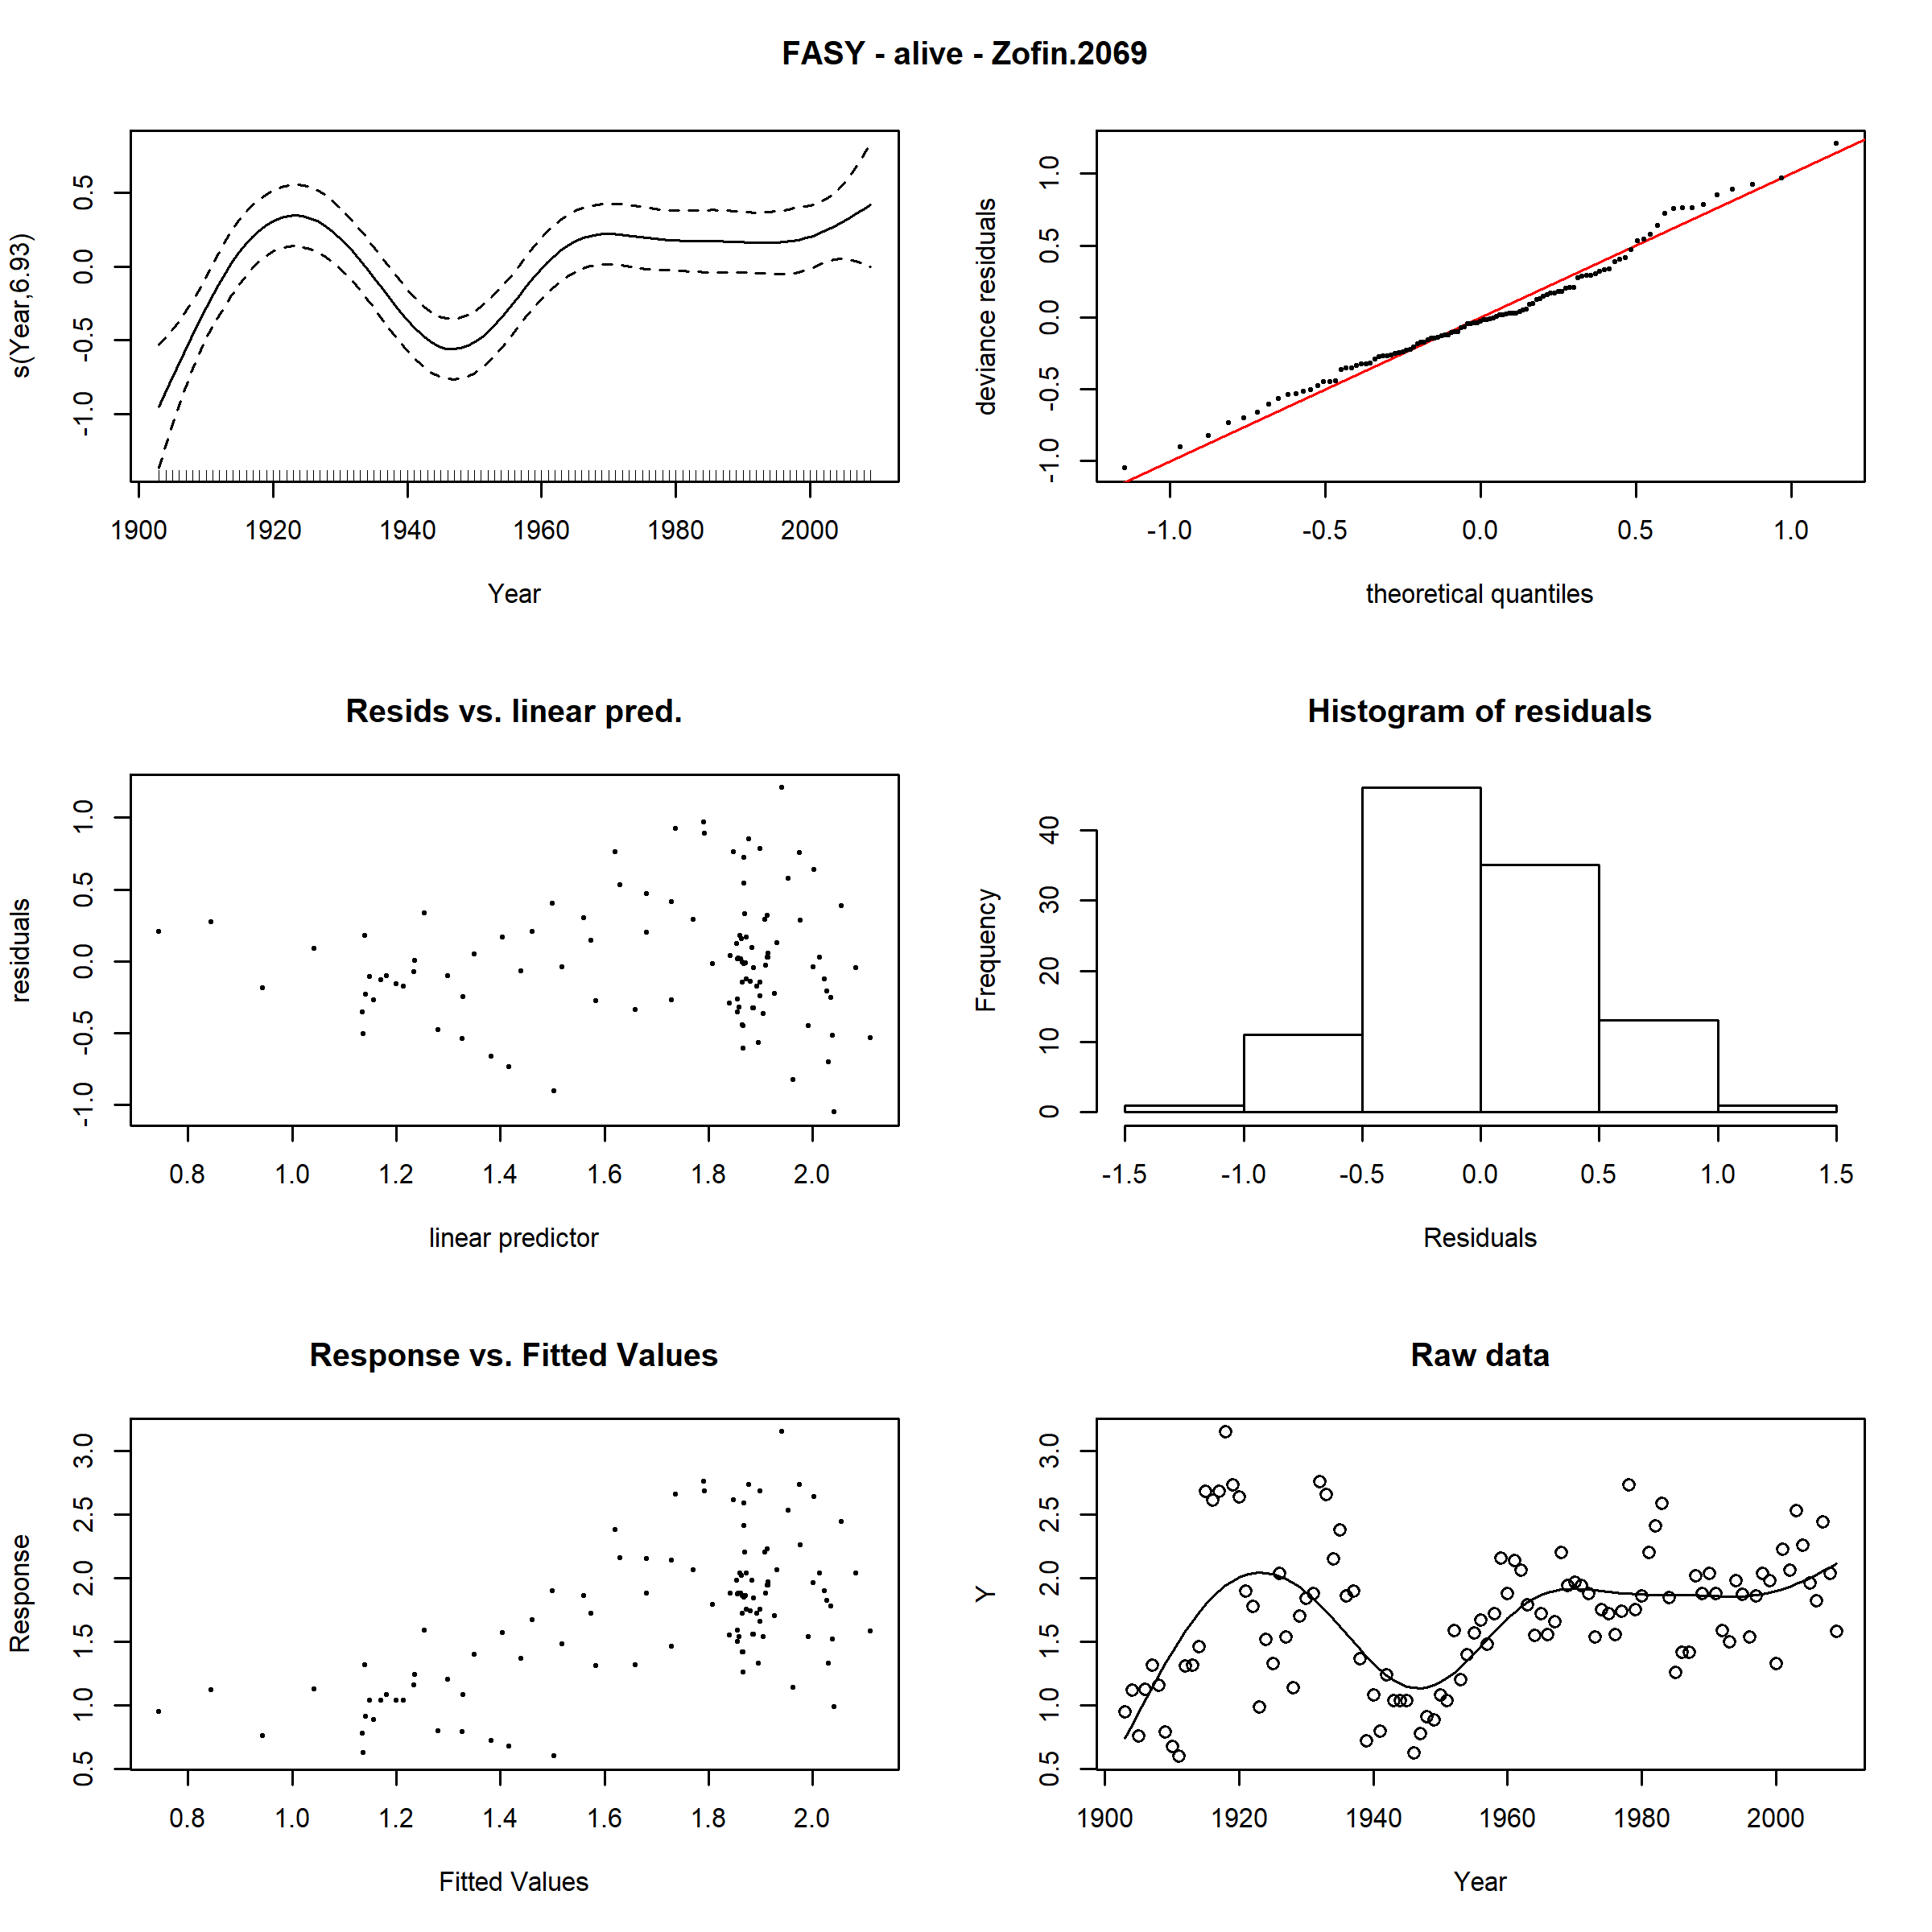 FASY - alive - Zofin.2069
s(Year,6.93)
-1.0 -0.5 0.0 0.5
1900 1920 1940 1960 1980 2000
Year
deviance residuals
-1.0 -0.5 0.0 0.5 1.0
-1.0 -0.5 0.0 0.5 1.0
theoretical quantiles
Resids vs. linear pred.
residuals
-1.0 -0.5 0.0 0.5 1.0
0.8 1.0 1.2 1.4 1.6 1.8 2.0
linear predictor
Histogram of residuals
Frequency
0 10 20 30 40
-1.5 -1.0 -0.5 0.0 0.5 1.0 1.5
Residuals
Response vs. Fitted Values
Response
0.5 1.0 1.5 2.0 2.5 3.0
0.8 1.0 1.2 1.4 1.6 1.8 2.0
Fitted Values
Raw data
Y
0.5 1.0 1.5 2.0 2.5 3.0
1900 1920 1940 1960 1980 2000
Year